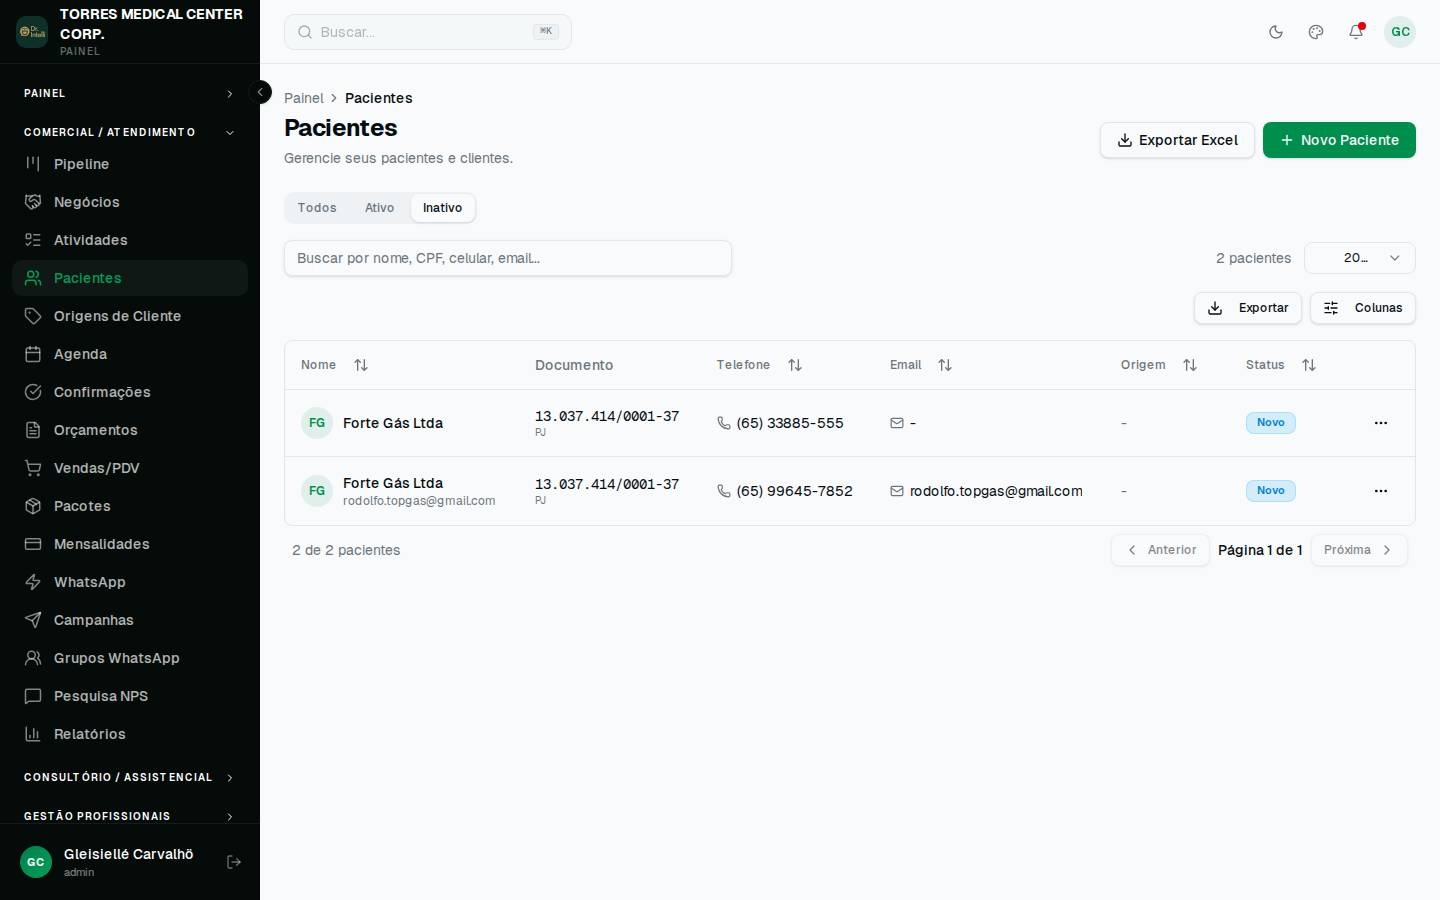 TORRES MEDICAL CENTER
CORP.
PAINEL
Buscar...
⌘K
GC
PAINEL
COMERCIAL / ATENDIMENTO
Pipeline
Negócios
Atividades
Pacientes
Origens de Cliente
Agenda
Confirmações
Orçamentos
Vendas/PDV
Pacotes
Mensalidades
WhatsApp
Campanhas
Grupos WhatsApp
Pesquisa NPS
Relatórios
CONSULTÓRIO / ASSISTENCIAL
GESTÃO PROFISSIONAIS
GC
Gleisiellé Carvalhö
admin
Painel > Pacientes
Pacientes
Gerencie seus pacientes e clientes.
Exportar Excel
+ Novo Paciente
Todos Ativo Inativo
Buscar por nome, CPF, celular, email...
2 pacientes
20...
Exportar
Colunas
Nome Documento Telefone Email Origem Status
FG Forte Gás Ltda 13.037.414/0001-37 (65) 33885-555 - - Novo ...
PJ
FG Forte Gás Ltda 13.037.414/0001-37 (65) 99645-7852 rodolfo.topgas@gmail.com - Novo ...
rodolfo.topgas@gmail.com PJ
2 de 2 pacientes
Anterior Página 1 de 1 Próxima